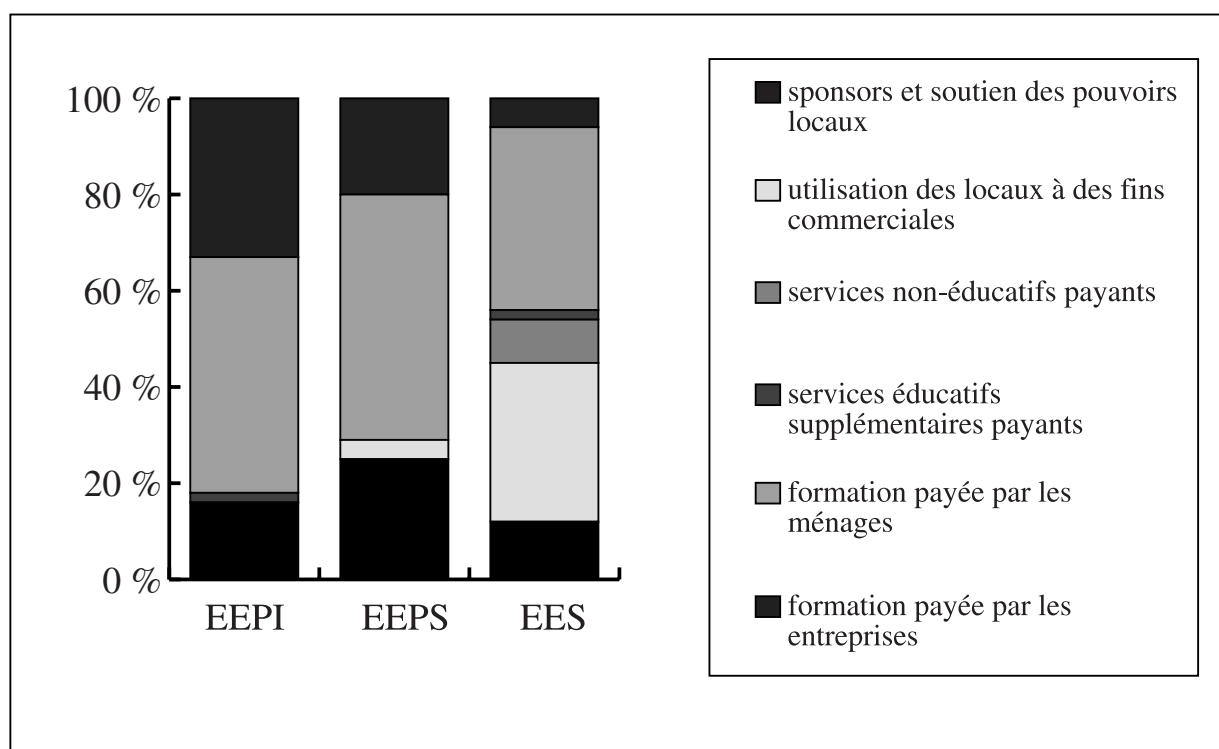 100 %
80 %
60 %
40 %
20 %
0 %
EEPI
EEPS
EES
sponsors et soutien des pouvoirs
locaux
utilisation des locaux à des fins
commerciales
services non-éducatifs payants
services éducatifs
supplémentaires payants
formation payée par les
ménages
formation payée par les
entreprises